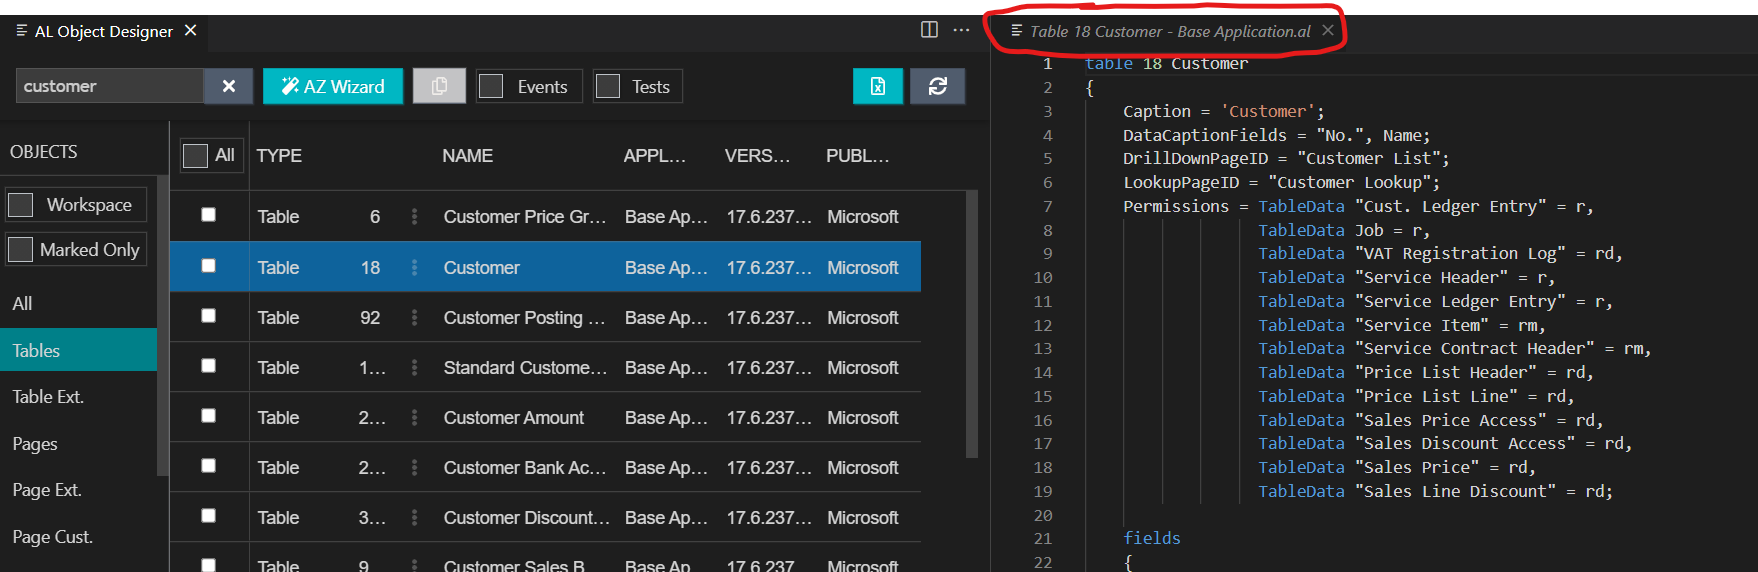 AL Object Designer
customer
AZ Wizard
Events
Tests
OBJECTS
Workspace
Marked Only
All
Tables
Table Ext.
Pages
Page Ext.
Page Cust.
All TYPE NAME APPL... VERS... PUBL...
Table 6 Customer Price Gr... Base Ap... 17.6.237... Microsoft
Table 18 Customer Base Ap... 17.6.237... Microsoft
Table 92 Customer Posting ... Base Ap... 17.6.237... Microsoft
Table 1... Standard Custome... Base Ap... 17.6.237... Microsoft
Table 2... Customer Amount Base Ap... 17.6.237... Microsoft
Table 2... Customer Bank Ac... Base Ap... 17.6.237... Microsoft
Table 3... Customer Discount... Base Ap... 17.6.237... Microsoft
Table 9 Customer Sales B Base Ap 17.6.237 Microsoft
Table 18 Customer - Base Application.al
1 table 18 Customer
2 {
3 Caption = 'Customer';
4 DataCaptionFields = "No.", Name;
5 DrillDownPageID = "Customer List";
6 LookupPageID = "Customer Lookup";
7 Permissions = TableData "Cust. Ledger Entry" = r,
8 TableData Job = r,
9 TableData "VAT Registration Log" = rd,
10 TableData "Service Header" = r,
11 TableData "Service Ledger Entry" = r,
12 TableData "Service Item" = rm,
13 TableData "Service Contract Header" = rm,
14 TableData "Price List Header" = rd,
15 TableData "Price List Line" = rd,
16 TableData "Sales Price Access" = rd,
17 TableData "Sales Discount Access" = rd,
18 TableData "Sales Price" = rd,
19 TableData "Sales Line Discount" = rd;
20
21 fields
22 {